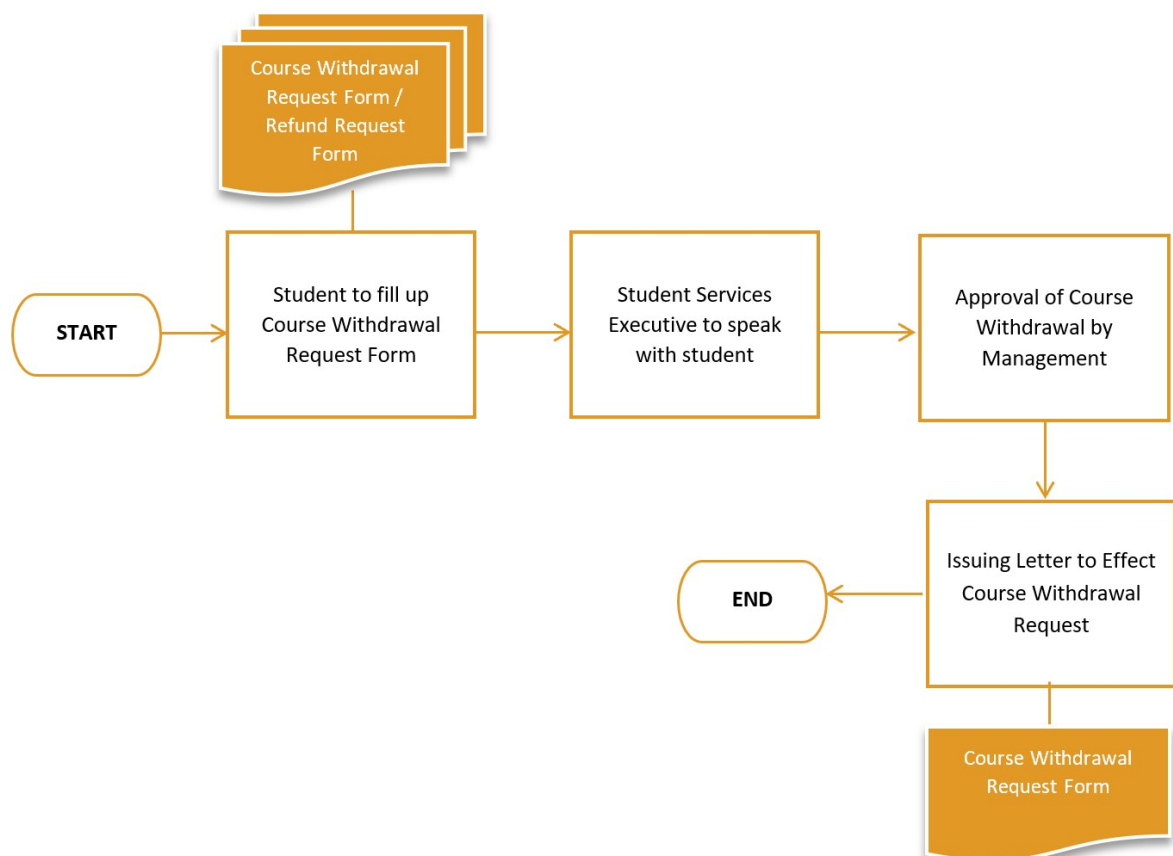 Course Withdrawal
Request Form /
Refund Request
Form
START
Student to fill up
Course Withdrawal
Request Form
Student Services
Executive to speak
with student
Approval of Course
Withdrawal by
Management
Issuing Letter to Effect
Course Withdrawal
Request
END
Course Withdrawal
Request Form